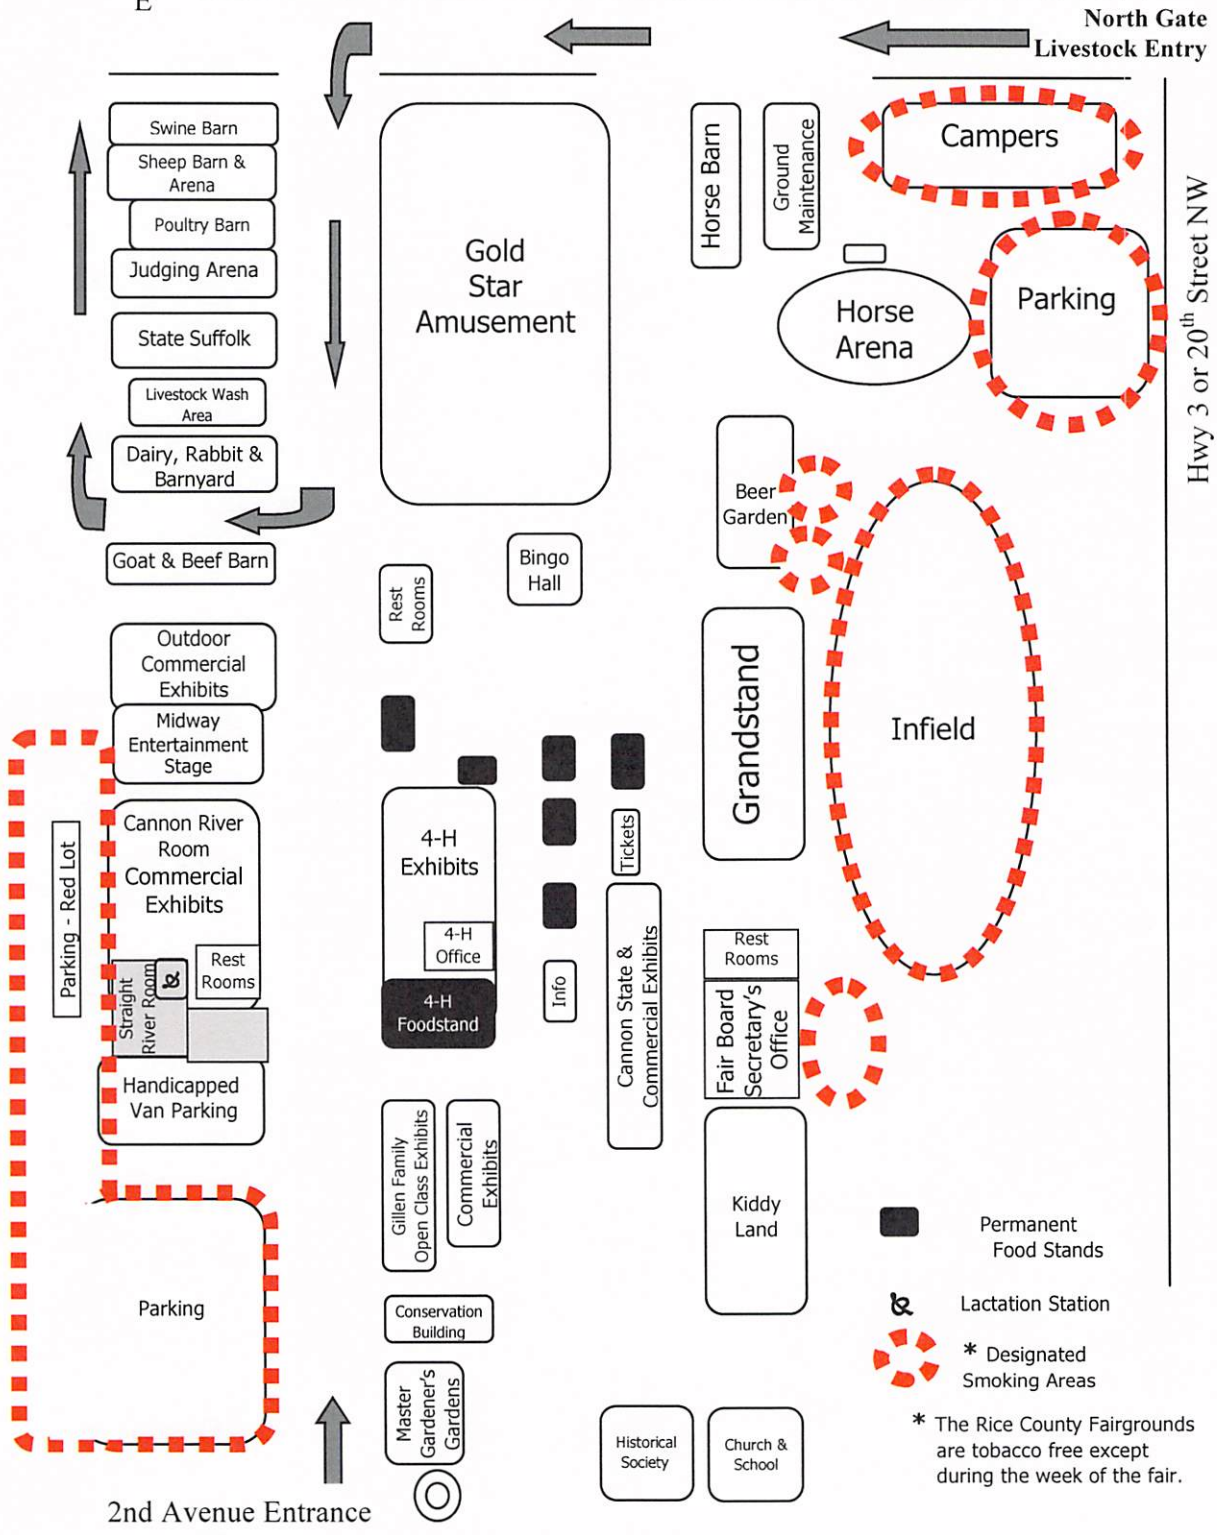 E
North Gate
Livestock Entry
Swine Barn
Sheep Barn &
Arena
Poultry Barn
Judging Arena
State Suffolk
Livestock Wash
Area
Dairy, Rabbit &
Barnyard
Goat & Beef Barn
Outdoor
Commercial
Exhibits
Midway
Entertainment
Stage
Cannon River
Room
Commercial
Exhibits
Rest
Rooms
Straight
River Room
Parking - Red Lot
Handicapped
Van Parking
Parking
2nd Avenue Entrance
Gold
Star
Amusement
Bingo
Hall
Rest
Rooms
4-H
Exhibits
4-H
Office
4-H
Foodstand
Info
Tickets
Cannon State &
Commercial Exhibits
Gillen Family
Open Class Exhibits
Commercial
Exhibits
Conservation
Building
Master
Gardener's
Gardens
Horse Barn
Ground
Maintenance
Campers
Parking
Horse
Arena
Hwy 3 or 20th Street NW
Beer
Garden
Grandstand
Infield
Rest
Rooms
Fair Board
Secretary's
Office
Kiddy
Land
Historical
Society
Church &
School
Permanent
Food Stands
Lactation Station
* Designated
Smoking Areas
* The Rice County Fairgrounds
are tobacco free except
during the week of the fair.